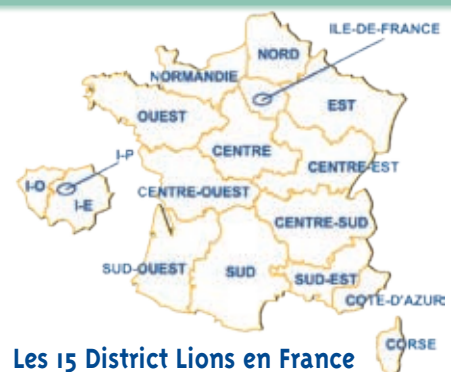 ILE-DE-FRANCE
NORD
NORMANDIE
EST
OUEST
I-P
CENTRE
CENTRE-EST
I-O
I-E
CENTRE-OUEST
CENTRE-SUD
SUD-OUEST
SUD
SUD-EST
COTE-D'AZUR
CORSE
Les 15 District Lions en France